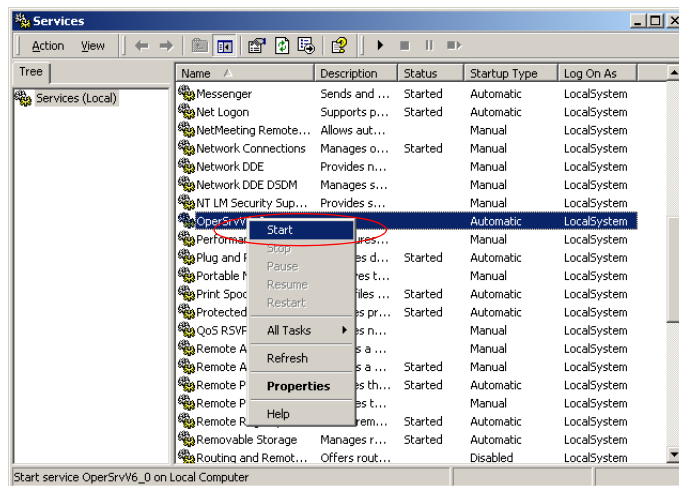 Services
Action View
Tree
Name Description Status Startup Type Log On As
Services (Local)
Messenger Sends and ... Started Automatic LocalSystem
Net Logon Supports p... Started Automatic LocalSystem
NetMeeting Remote... Allows aut... Manual LocalSystem
Network Connections Manages o... Started Manual LocalSystem
Network DDE Provides n... Manual LocalSystem
Network DDE DSDM Manages s... Manual LocalSystem
NT LM Security Sup... Provides s... Manual LocalSystem
Automatic LocalSystem
Start
Manual LocalSystem
Stop
Plug and Started Automatic LocalSystem
Pause
Portable Manual LocalSystem
Resume
Print Started Automatic LocalSystem
Restart
Protected Started Automatic LocalSystem
QoS Manual LocalSystem
All Tasks
Remote Manual LocalSystem
Refresh
Remote Started Manual LocalSystem
Remote Started Automatic LocalSystem
Properties
Remote Manual LocalSystem
Remote Started Automatic LocalSystem
Help
Removable Storage Manages r... Started Automatic LocalSystem
Routing and Remot... Offers rout... Disabled LocalSystem
Start service OperSrvV6_0 on Local Computer